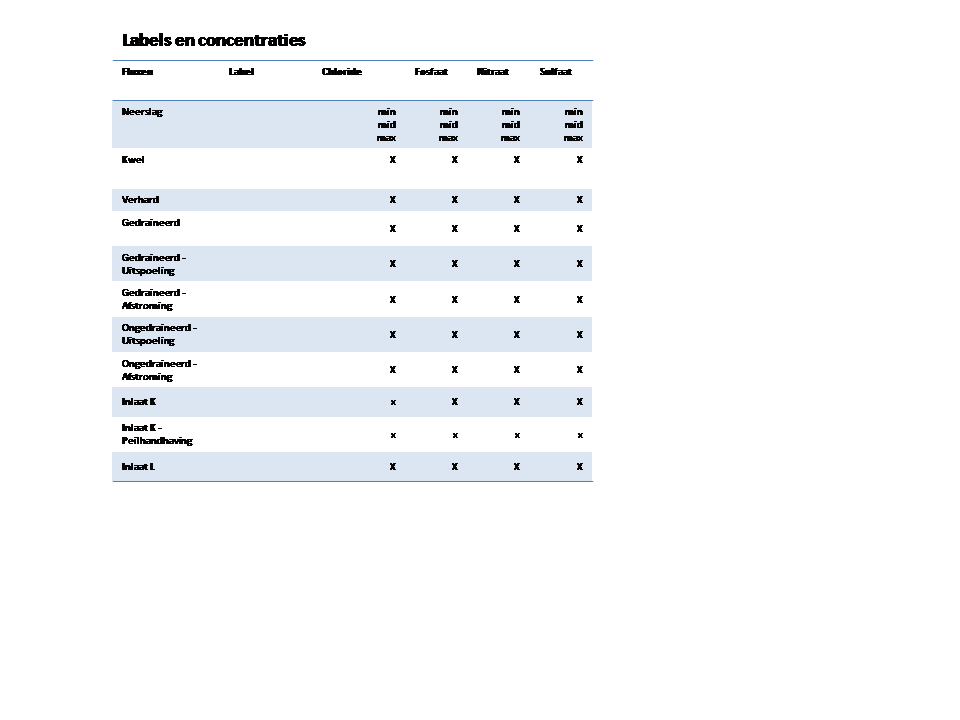 Labels en concentraties
Fluxen Label Chloride Fosfaat Nitraat Sulfaat
Neerslag min min min min
mid mid mid mid
max max max max
Kwel X X X X
Verhard X X X X
Gedraineerd X X X X
Gedraineerd -
Uitspoeling X X X X
Gedraineerd -
Afstroming X X X X
Ongedraineerd -
Uitspoeling X X X X
Ongedraineerd -
Afstroming X X X X
Inlaat K x X X X
Inlaat K -
Peilhandhaving x x x x
Inlaat L X X X X